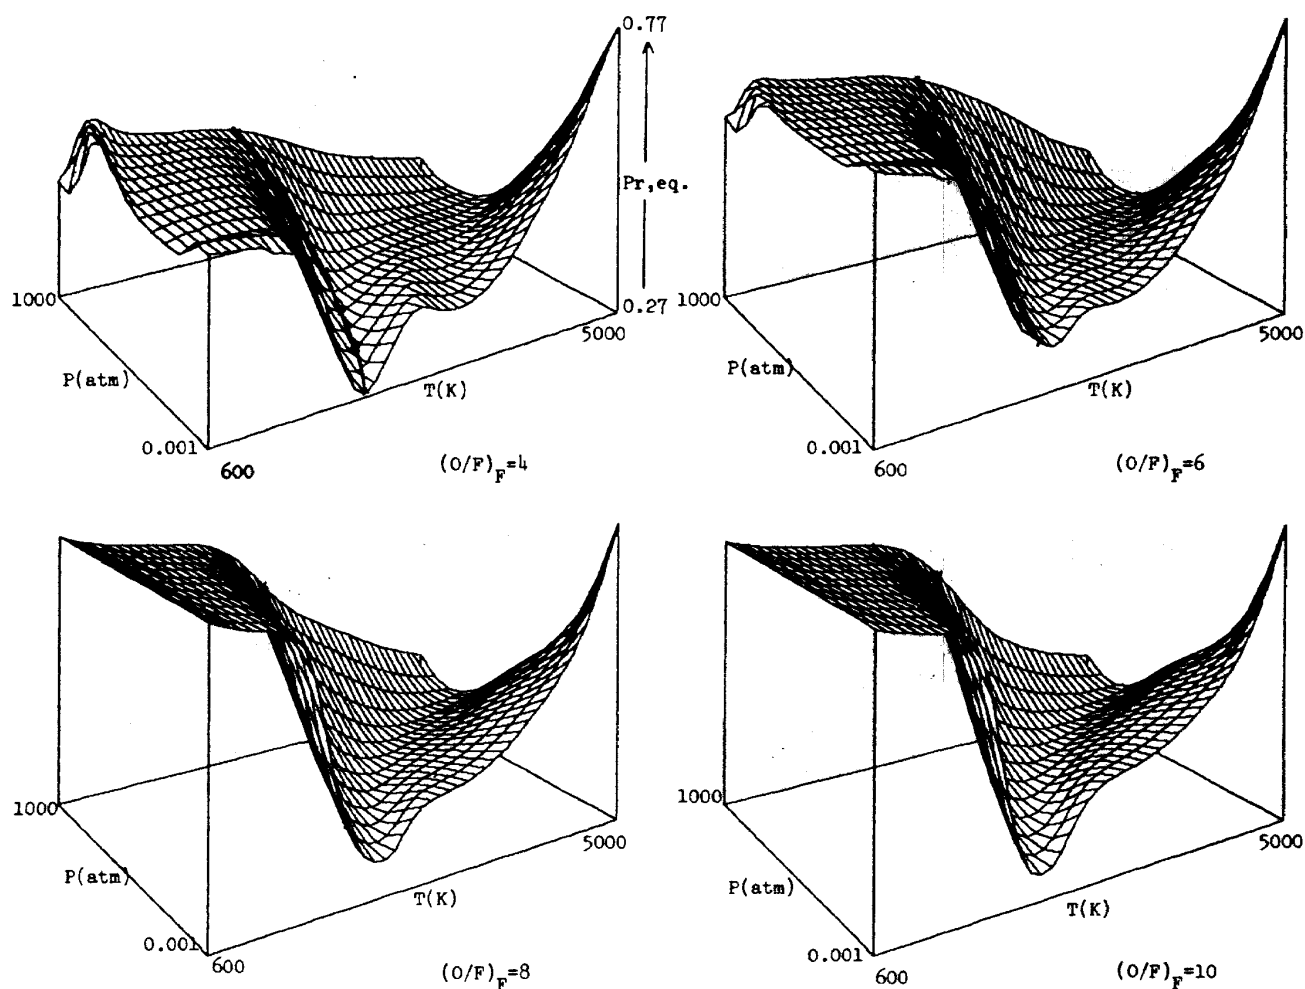 0.77
Pr,eq.
0.27
1000
P(atm)
0.001
600
T(K)
5000
(O/F)F=4
1000
P(atm)
0.001
600
T(K)
5000
(O/F)F=6
1000
P(atm)
0.001
600
T(K)
5000
(O/F)F=8
1000
P(atm)
0.001
600
T(K)
5000
(O/F)F=10